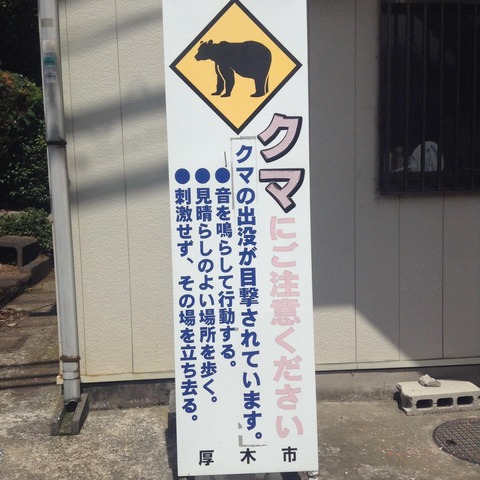 クマにご注意ください
クマの出没が目撃されています。
●音を鳴らして行動する。
●見晴らしのよい場所を歩く。
●刺激せず、その場を立ち去る。
厚木市